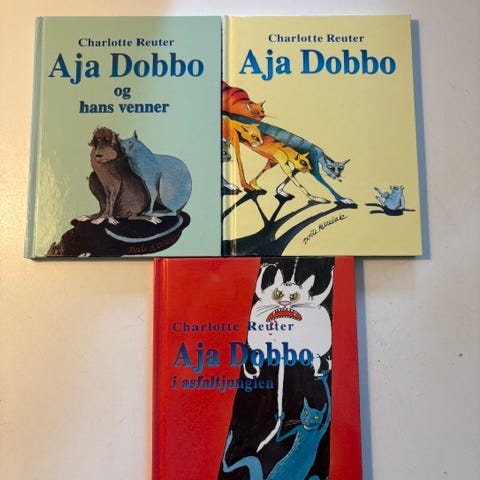 Charlotte Reuter
Aja Dobbo
og
hans venner
Charlotte Reuter
Aja Dobbo
Charlotte Reuter
Aja Dobbo
i asfaltjunglen